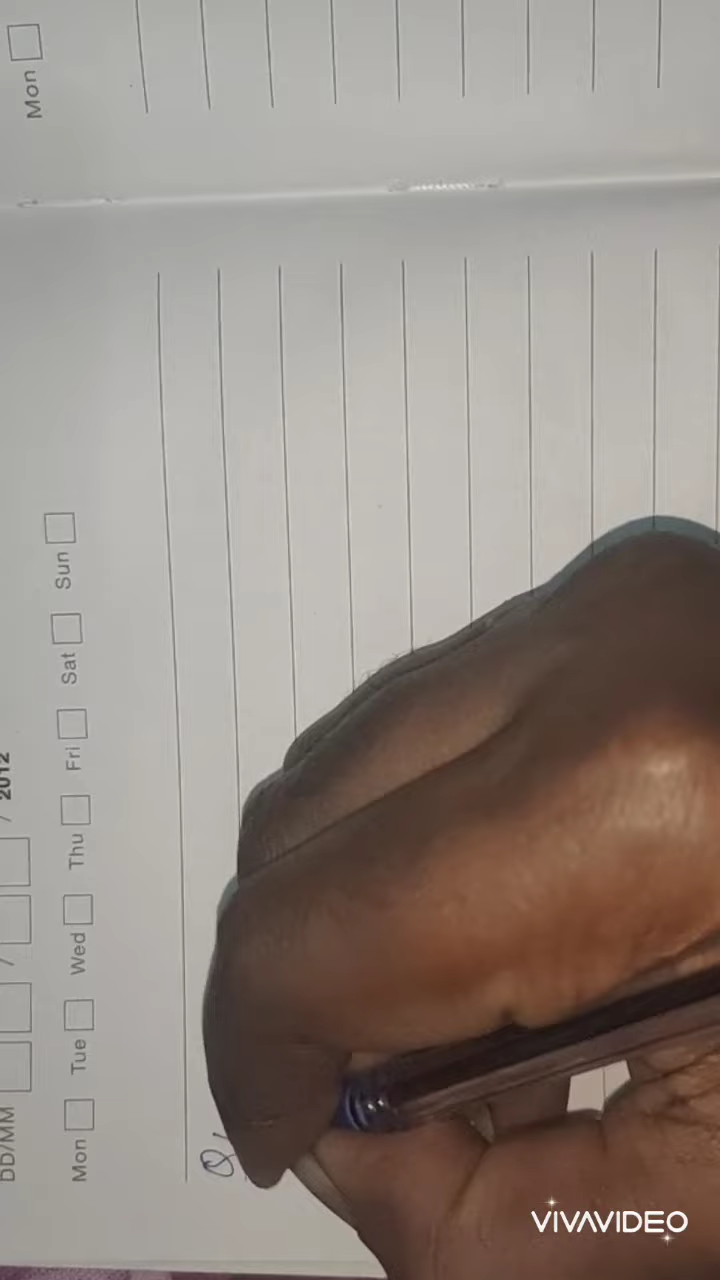 Mon
DD/MM / / 2012
Mon Tue Wed Thu Fri Sat Sun
Q
VIVAVIDEO